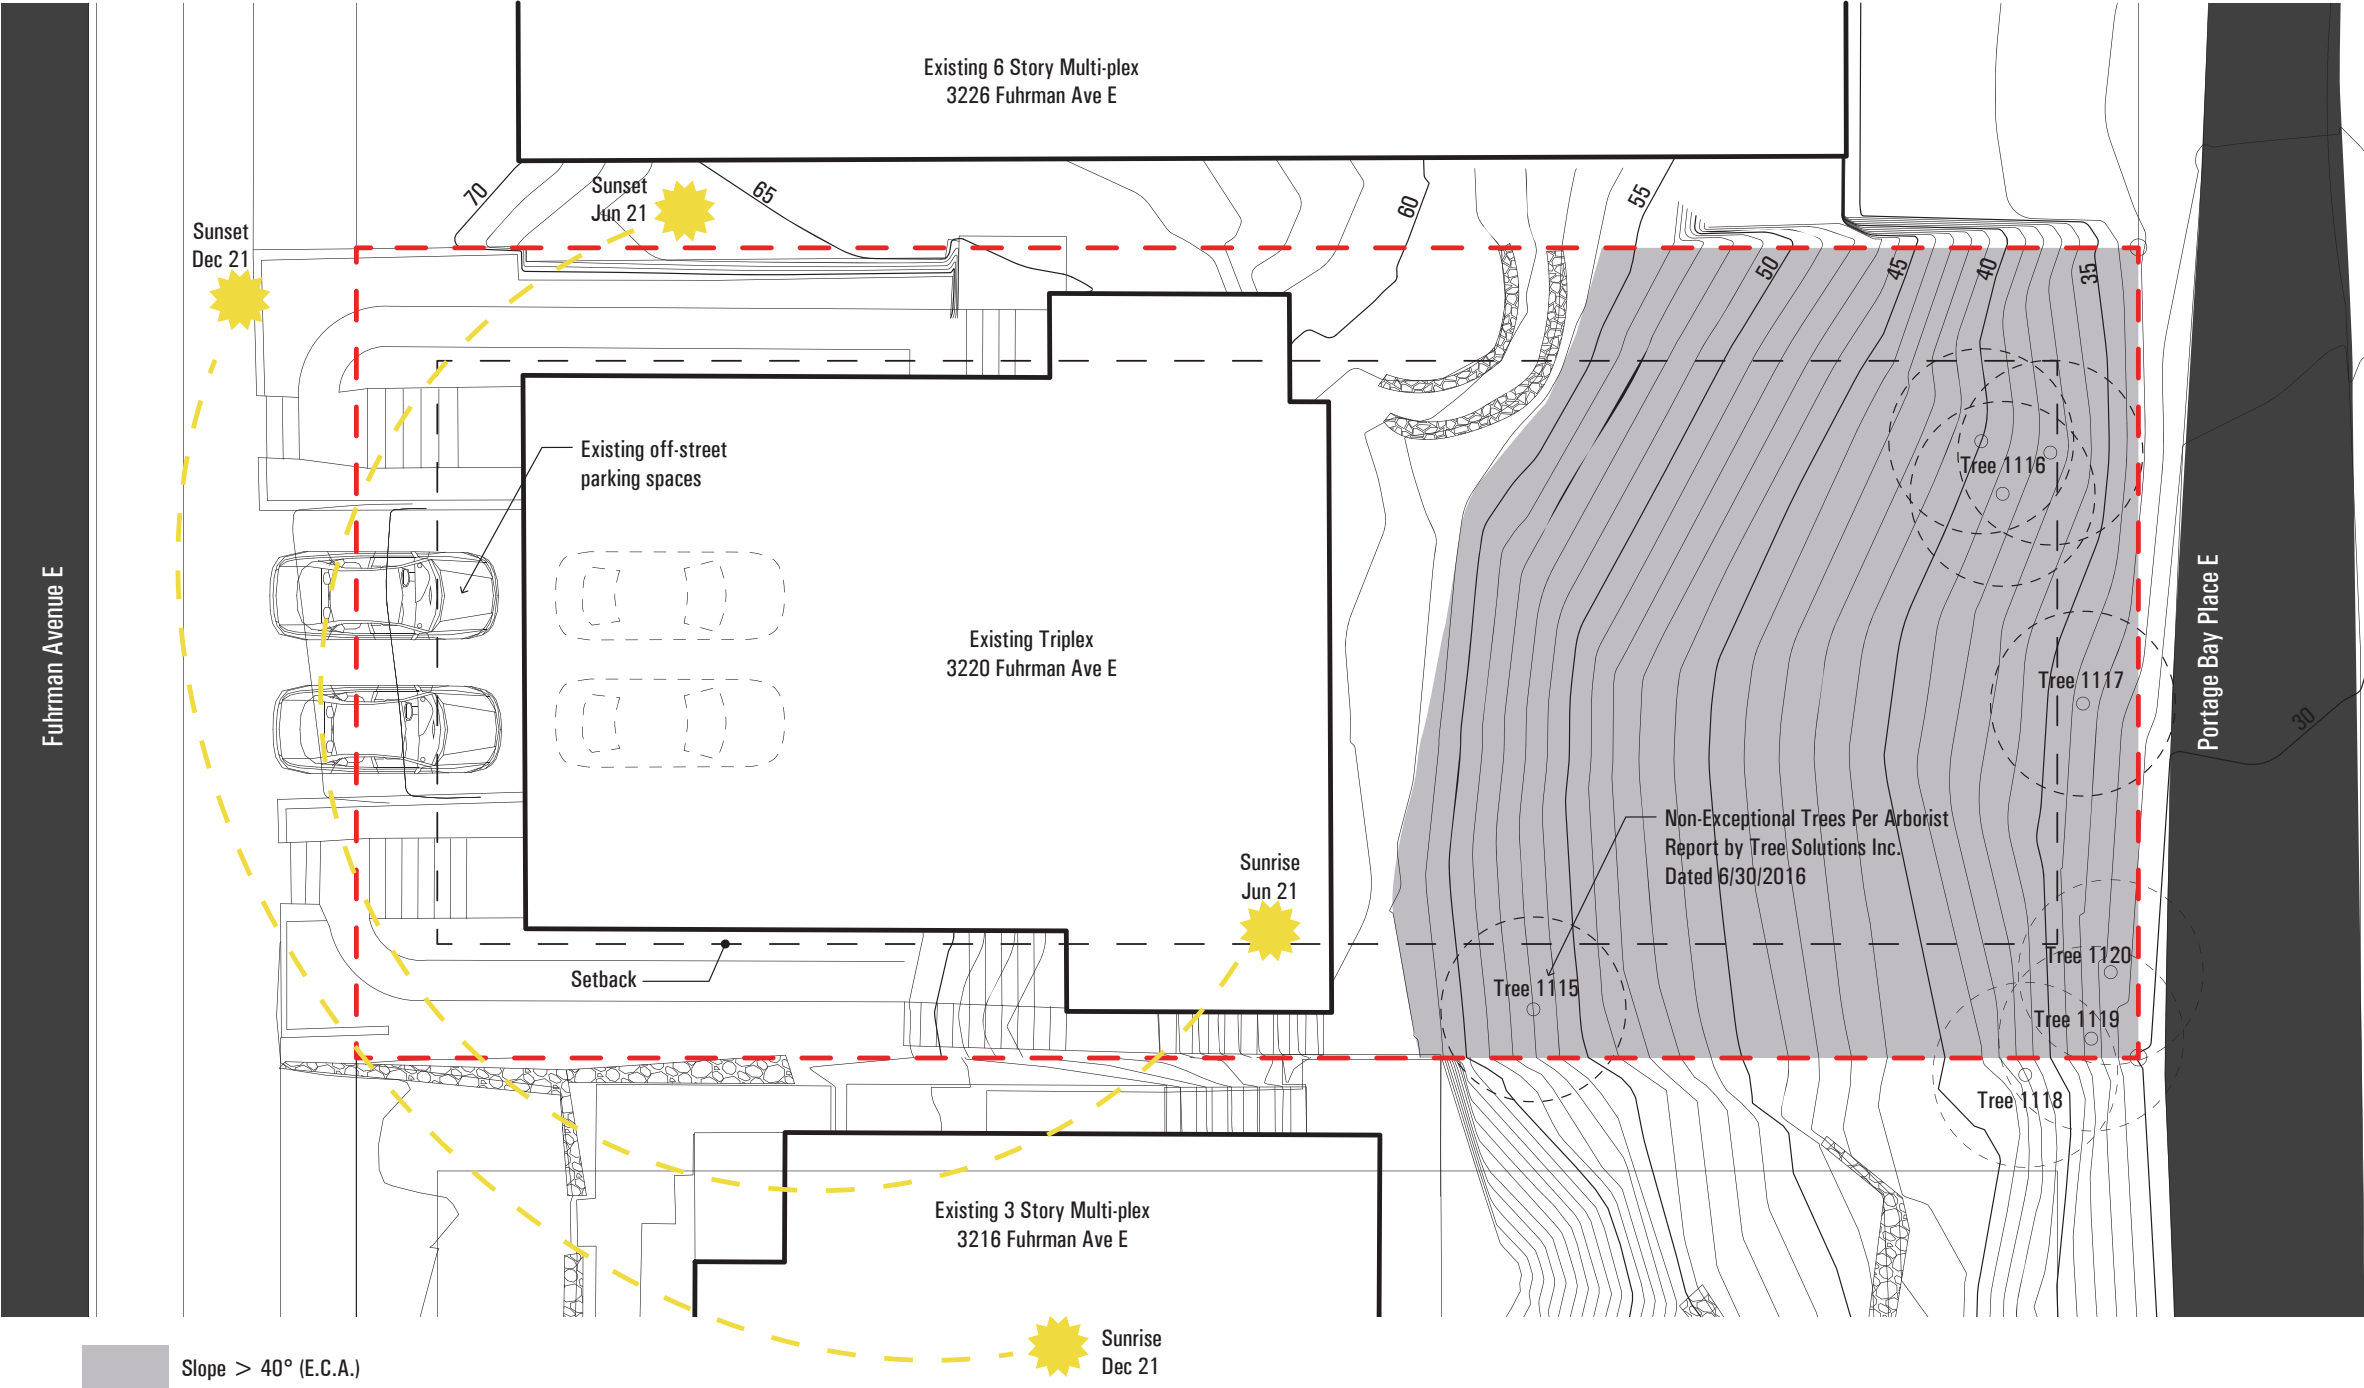 Existing 6 Story Multi-plex
3226 Fuhrman Ave E
70
Sunset
Jun 21
65
60
55
Sunset
Dec 21
50
45
40
35
Existing off-street
parking spaces
Tree 1116
Fuhrman Avenue E
Existing Triplex
3220 Fuhrman Ave E
Tree 1117
Portage Bay Place E
30
Non-Exceptional Trees Per Arborist
Report by Tree Solutions Inc.
Dated 6/30/2016
Sunrise
Jun 21
Setback
Tree 1115
Tree 1120
Tree 1119
Tree 1118
Existing 3 Story Multi-plex
3216 Fuhrman Ave E
Sunrise
Dec 21
Slope > 40° (E.C.A.)